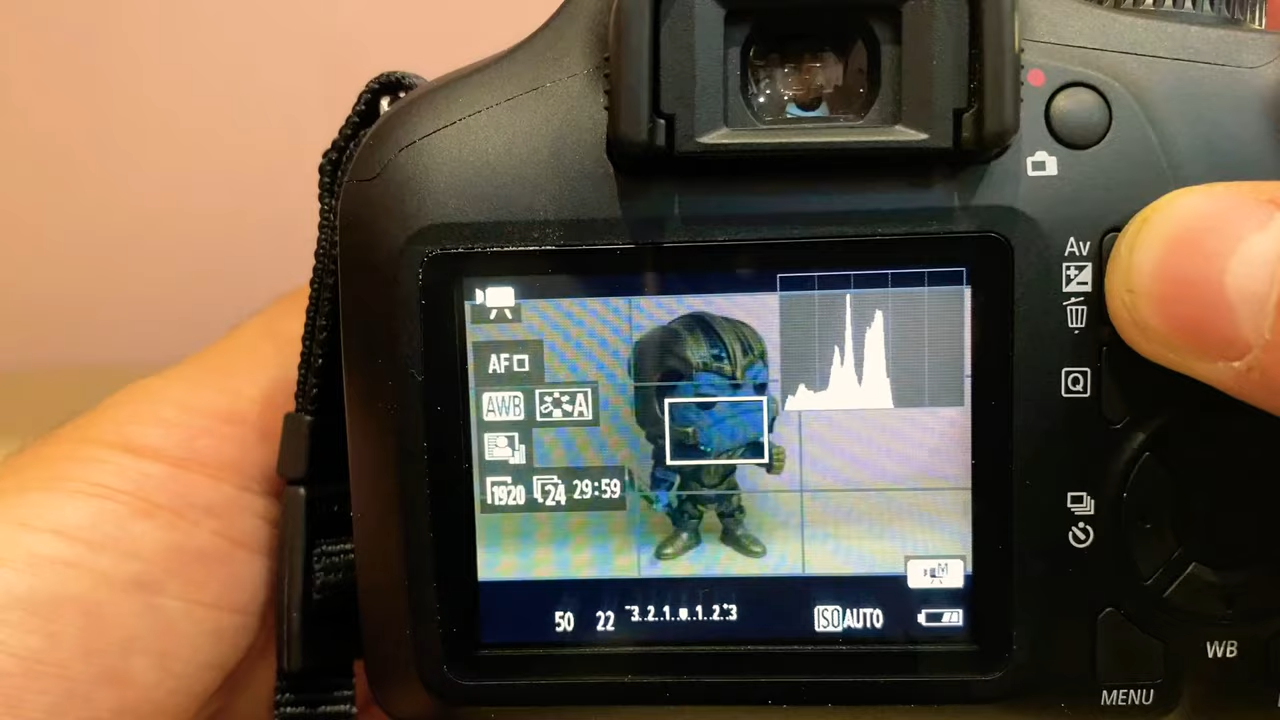 Av
AF
AWB A
Q
1920 24 29:59
M
50 22 -3..2..1..0..1..2..+3 ISO AUTO
WB
MENU